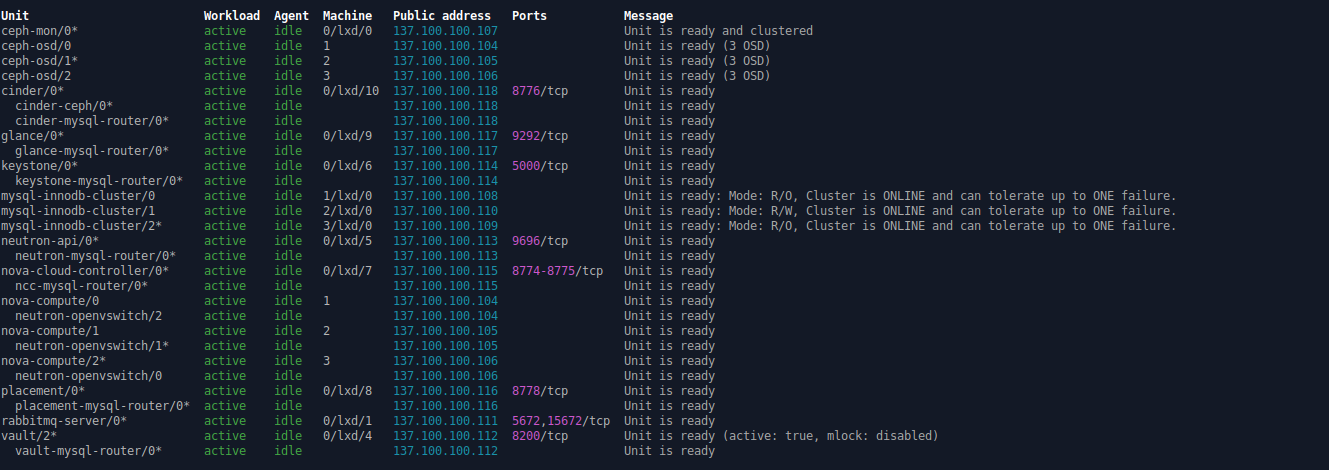 Unit Workload Agent Machine Public address Ports Message
ceph-mon/0* active idle 0/lxd/0 137.100.100.107 Unit is ready and clustered
ceph-osd/0 active idle 1 137.100.100.104 Unit is ready (3 OSD)
ceph-osd/1* active idle 2 137.100.100.105 Unit is ready (3 OSD)
ceph-osd/2 active idle 3 137.100.100.106 Unit is ready (3 OSD)
cinder/0* active idle 0/lxd/10 137.100.100.118 8776/tcp Unit is ready
cinder-ceph/0* active idle 137.100.100.118 Unit is ready
cinder-mysql-router/0* active idle 137.100.100.118 Unit is ready
glance/0* active idle 0/lxd/9 137.100.100.117 9292/tcp Unit is ready
glance-mysql-router/0* active idle 137.100.100.117 Unit is ready
keystone/0* active idle 0/lxd/6 137.100.100.114 5000/tcp Unit is ready
keystone-mysql-router/0* active idle 137.100.100.114 Unit is ready
mysql-innodb-cluster/0 active idle 1/lxd/0 137.100.100.108 Unit is ready: Mode: R/O, Cluster is ONLINE and can tolerate up to ONE failure.
mysql-innodb-cluster/1 active idle 2/lxd/0 137.100.100.110 Unit is ready: Mode: R/W, Cluster is ONLINE and can tolerate up to ONE failure.
mysql-innodb-cluster/2* active idle 3/lxd/0 137.100.100.109 Unit is ready: Mode: R/O, Cluster is ONLINE and can tolerate up to ONE failure.
neutron-api/0* active idle 0/lxd/5 137.100.100.113 9696/tcp Unit is ready
neutron-mysql-router/0* active idle 137.100.100.113 Unit is ready
nova-cloud-controller/0* active idle 0/lxd/7 137.100.100.115 8774-8775/tcp Unit is ready
ncc-mysql-router/0* active idle 137.100.100.115 Unit is ready
nova-compute/0 active idle 1 137.100.100.104 Unit is ready
neutron-openvswitch/2 active idle 137.100.100.104 Unit is ready
nova-compute/1 active idle 2 137.100.100.105 Unit is ready
neutron-openvswitch/1* active idle 137.100.100.105 Unit is ready
nova-compute/2* active idle 3 137.100.100.106 Unit is ready
neutron-openvswitch/0 active idle 137.100.100.106 Unit is ready
placement/0* active idle 0/lxd/8 137.100.100.116 8778/tcp Unit is ready
placement-mysql-router/0* active idle 137.100.100.116 Unit is ready
rabbitmq-server/0* active idle 0/lxd/1 137.100.100.111 5672,15672/tcp Unit is ready
vault/2* active idle 0/lxd/4 137.100.100.112 8200/tcp Unit is ready (active: true, mlock: disabled)
vault-mysql-router/0* active idle 137.100.100.112 Unit is ready